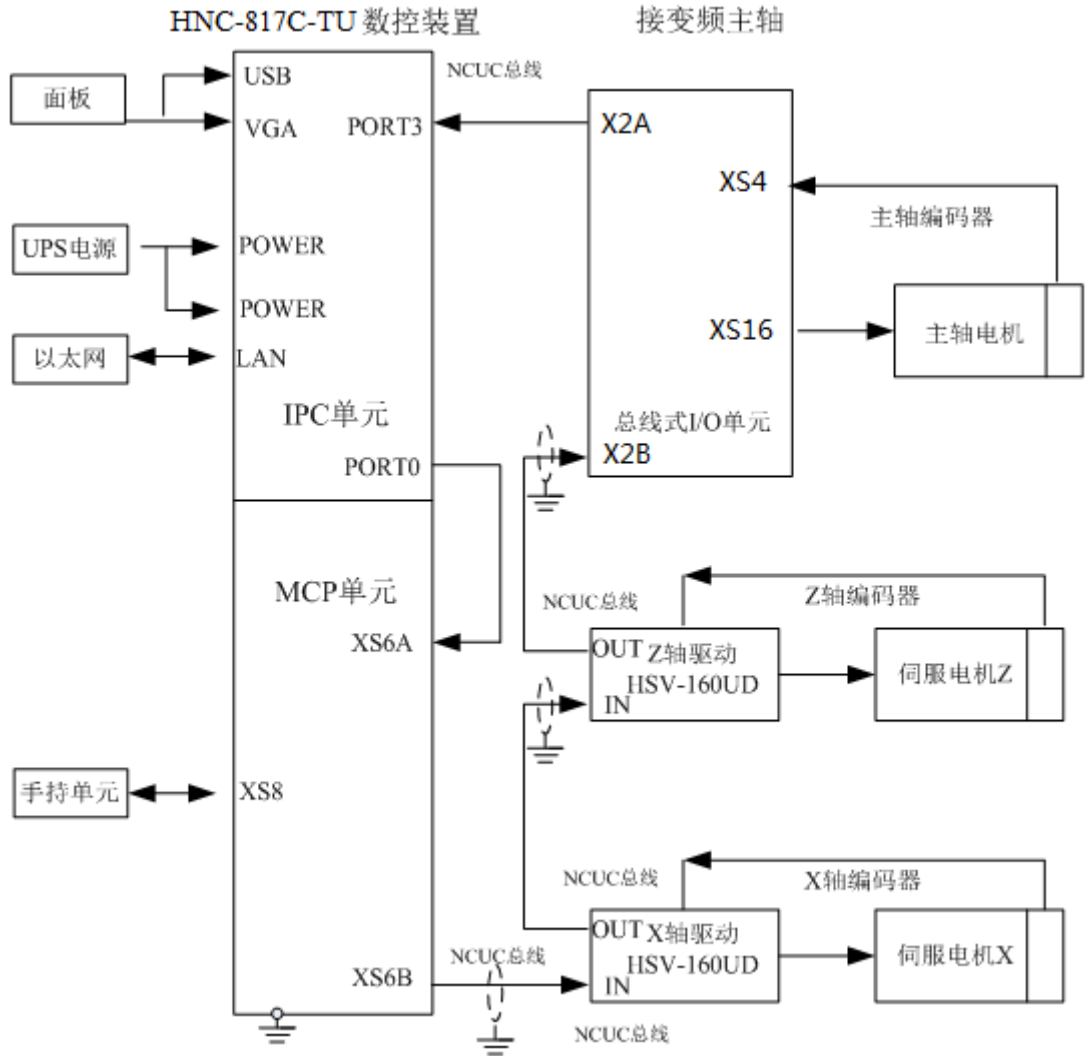 HNC-817C-TU 数控装置
接变频主轴
面板
USB
VGA
PORT3
NCUC总线
X2A
XS4
主轴编码器
UPS电源
POWER
POWER
以太网
LAN
XS16
主轴电机
IPC单元
总线式I/O单元
PORT0
X2B
MCP单元
XS6A
NCUC总线
Z轴编码器
OUT Z轴驱动
HSV-160UD
IN
伺服电机Z
手持单元
XS8
NCUC总线
X轴编码器
OUT X轴驱动
HSV-160UD
IN
伺服电机X
XS6B
NCUC总线
NCUC总线